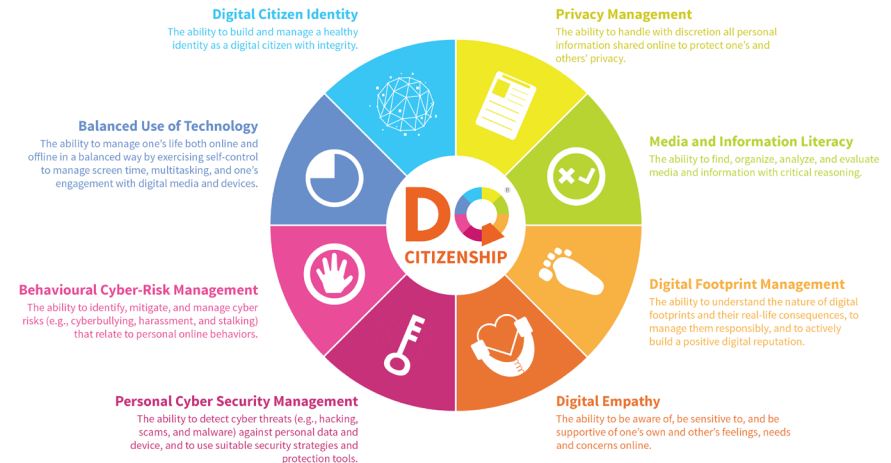 Digital Citizen Identity
The ability to build and manage a healthy
identity as a digital citizen with integrity.
Privacy Management
The ability to handle with discretion all personal
information shared online to protect one's and
others' privacy.
Balanced Use of Technology
The ability to manage one's life both online and
offline in a balanced way by exercising self-control
to manage screen time, multitasking, and one's
engagement with digital media and devices.
Media and Information Literacy
The ability to find, organize, analyze, and evaluate
media and information with critical reasoning.
DQ®
CITIZENSHIP
Behavioural Cyber-Risk Management
The ability to identify, mitigate, and manage cyber
risks (e.g., cyberbullying, harassment, and stalking)
that relate to personal online behaviors.
Digital Footprint Management
The ability to understand the nature of digital
footprints and their real-life consequences, to
manage them responsibly, and to actively
build a positive digital reputation.
Personal Cyber Security Management
The ability to detect cyber threats (e.g., hacking,
scams, and malware) against personal data and
device, and to use suitable security strategies and
protection tools.
Digital Empathy
The ability to be aware of, be sensitive to, and be
supportive of one's own and other's feelings, needs
and concerns online.